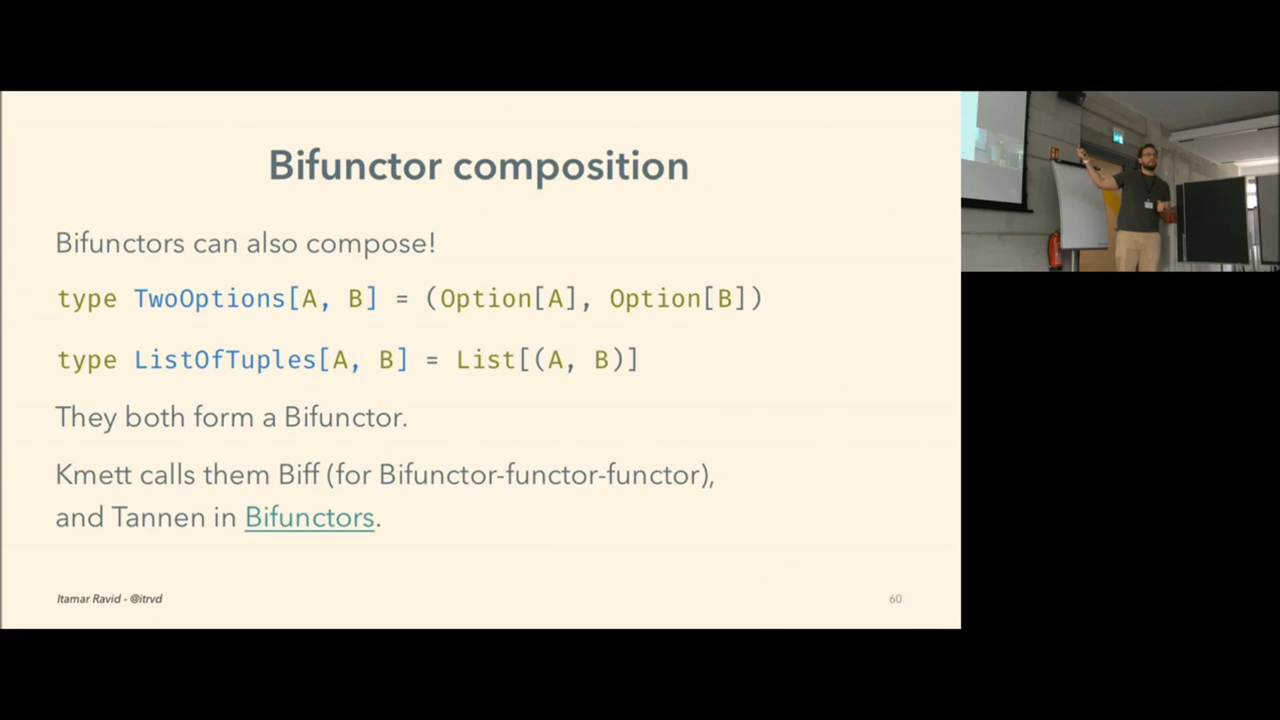 Bifunctor composition
Bifunctors can also compose!
type TwoOptions[A, B] = (Option[A], Option[B])
type ListOfTuples[A, B] = List[(A, B)]
They both form a Bifunctor.
Kmett calls them Biff (for Bifunctor-functor-functor),
and Tannen in Bifunctors.
Itamar Ravid - @itrvd
60